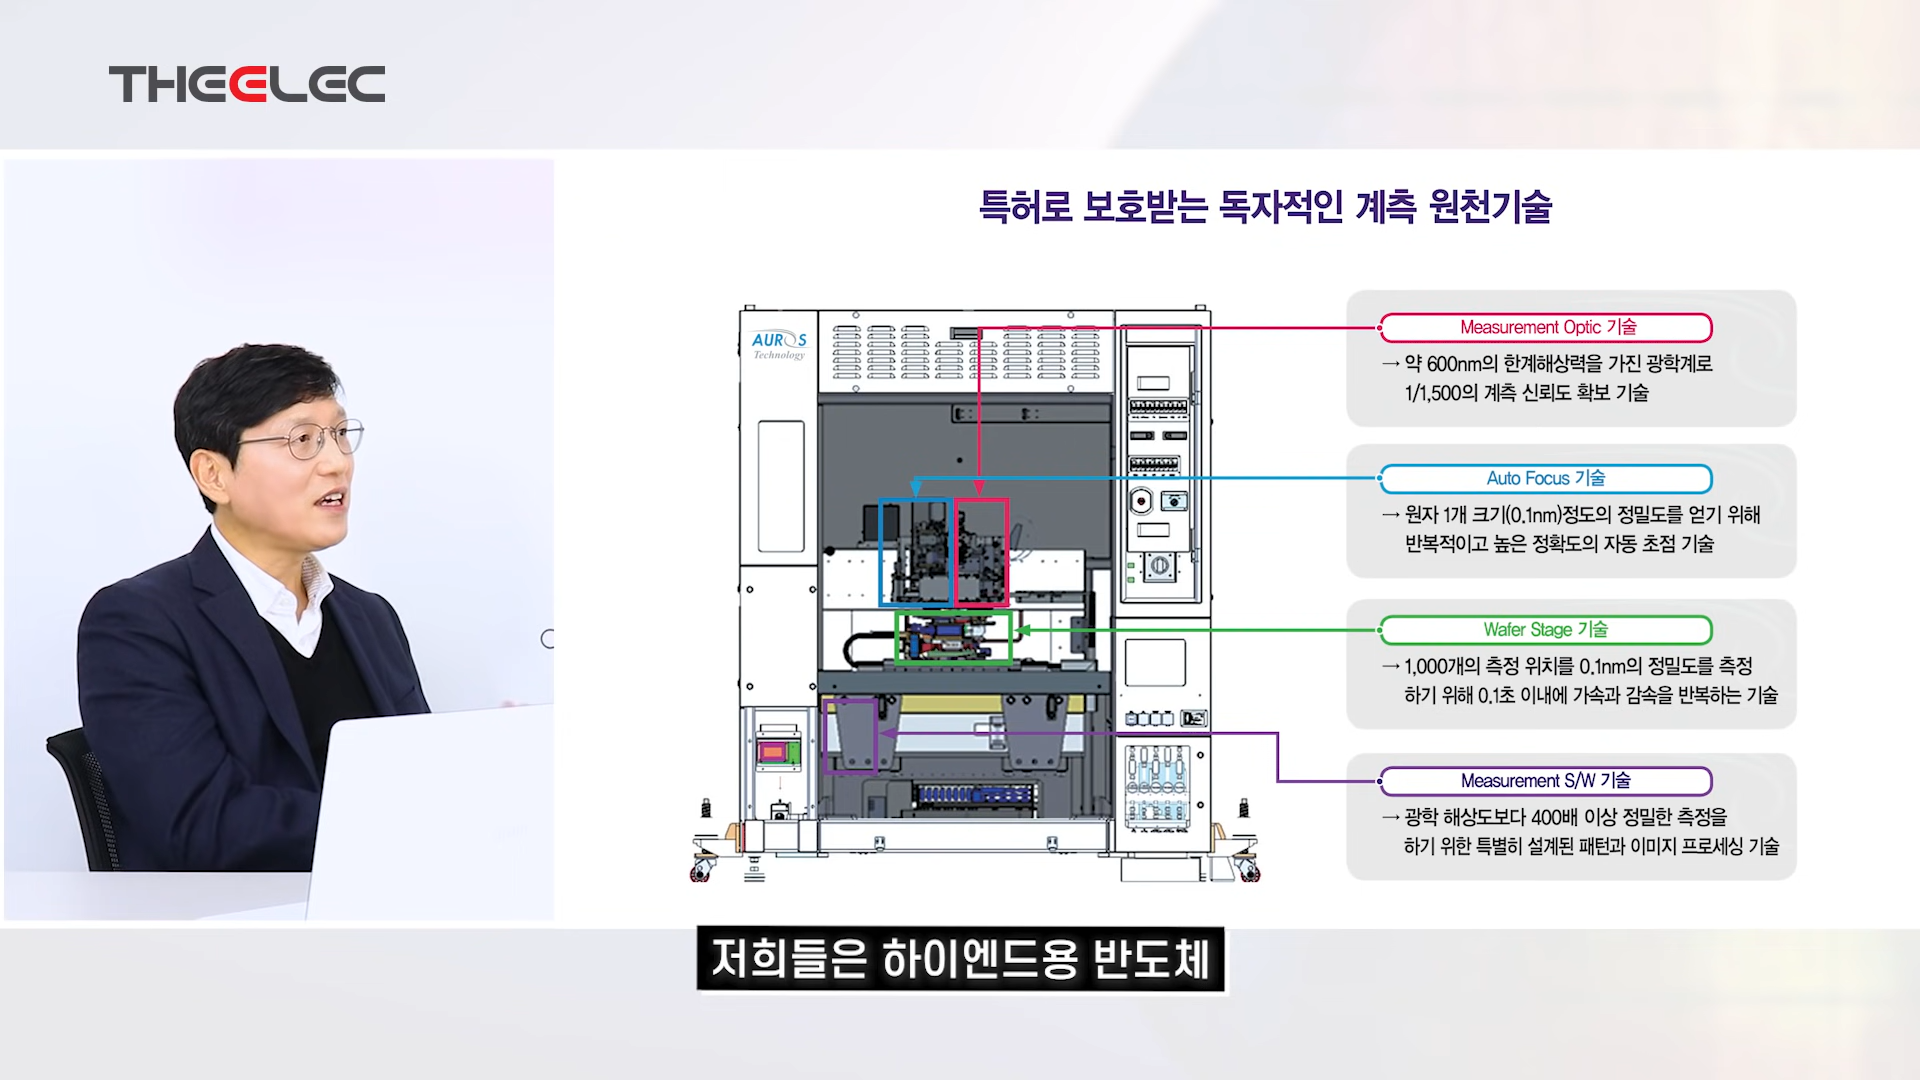 THEELEC
특허로 보호받는 독자적인 계측 원천기술
AUROS
Technology
Measurement Optic 기술
→ 약 600nm의 한계해상력을 가진 광학계로
1/1,500의 계측 신뢰도 확보 기술
Auto Focus 기술
→ 원자 1개 크기(0.1nm)정도의 정밀도를 얻기 위해
반복적이고 높은 정확도의 자동 초점 기술
Wafer Stage 기술
→ 1,000개의 측정 위치를 0.1nm의 정밀도를 측정
하기 위해 0.1초 이내에 가속과 감속을 반복하는 기술
Measurement S/W 기술
→ 광학 해상도보다 400배 이상 정밀한 측정을
하기 위한 특별히 설계된 패턴과 이미지 프로세싱 기술
저희들은 하이엔드용 반도체